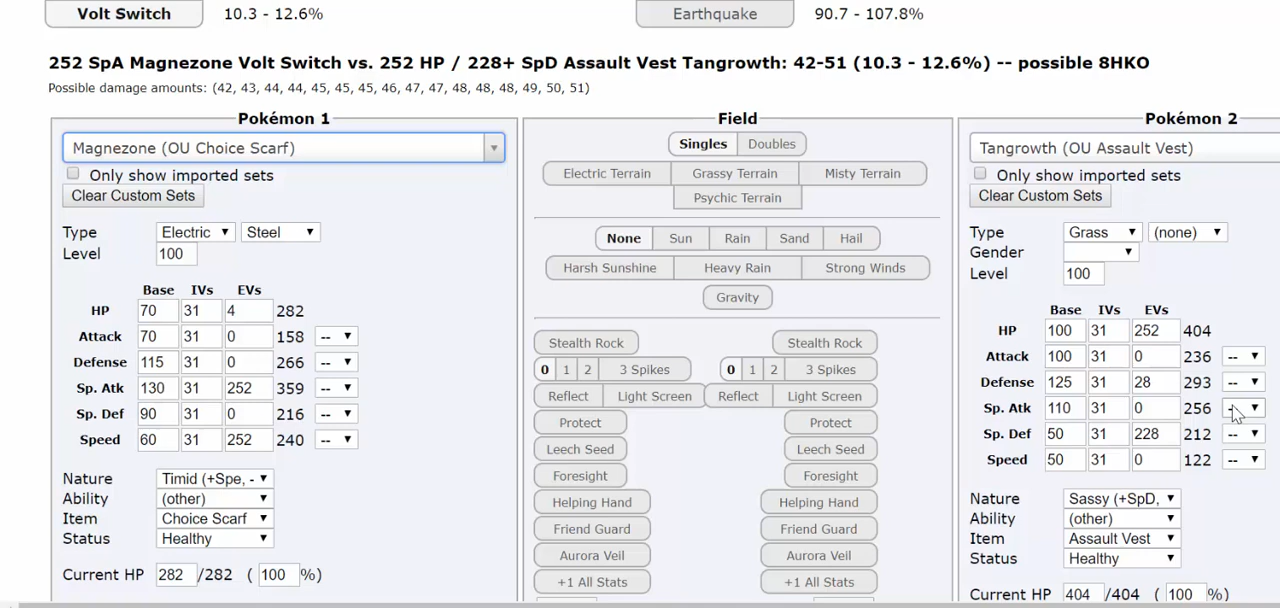 Volt Switch 10.3 - 12.6% Earthquake 90.7 - 107.8%
252 SpA Magnezone Volt Switch vs. 252 HP / 228+ SpD Assault Vest Tangrowth: 42-51 (10.3 - 12.6%) -- possible 8HKO
Possible damage amounts: (42, 43, 44, 44, 45, 45, 45, 46, 47, 47, 48, 48, 48, 49, 50, 51)
Pokémon 1
Magnezone (OU Choice Scarf)
Only show imported sets
Clear Custom Sets
Type Electric Steel
Level 100
Base IVs EVs
HP 70 31 4 282
Attack 70 31 0 158 --
Defense 115 31 0 266 --
Sp. Atk 130 31 252 359 --
Sp. Def 90 31 0 216 --
Speed 60 31 252 240 --
Nature Timid (+Spe, -
Ability (other)
Item Choice Scarf
Status Healthy
Current HP 282 /282 ( 100 %)
Field
Singles Doubles
Electric Terrain Grassy Terrain Misty Terrain
Psychic Terrain
None Sun Rain Sand Hail
Harsh Sunshine Heavy Rain Strong Winds
Gravity
Stealth Rock Stealth Rock
0 1 2 3 Spikes 0 1 2 3 Spikes
Reflect Light Screen Reflect Light Screen
Protect Protect
Leech Seed Leech Seed
Foresight Foresight
Helping Hand Helping Hand
Friend Guard Friend Guard
Aurora Veil Aurora Veil
+1 All Stats +1 All Stats
Pokémon 2
Tangrowth (OU Assault Vest)
Only show imported sets
Clear Custom Sets
Type Grass (none)
Gender
Level 100
Base IVs EVs
HP 100 31 252 404
Attack 100 31 0 236 --
Defense 125 31 28 293 --
Sp. Atk 110 31 0 256
Sp. Def 50 31 228 212 --
Speed 50 31 0 122 --
Nature Sassy (+SpD,
Ability (other)
Item Assault Vest
Status Healthy
Current HP 404 /404 ( 100 %)